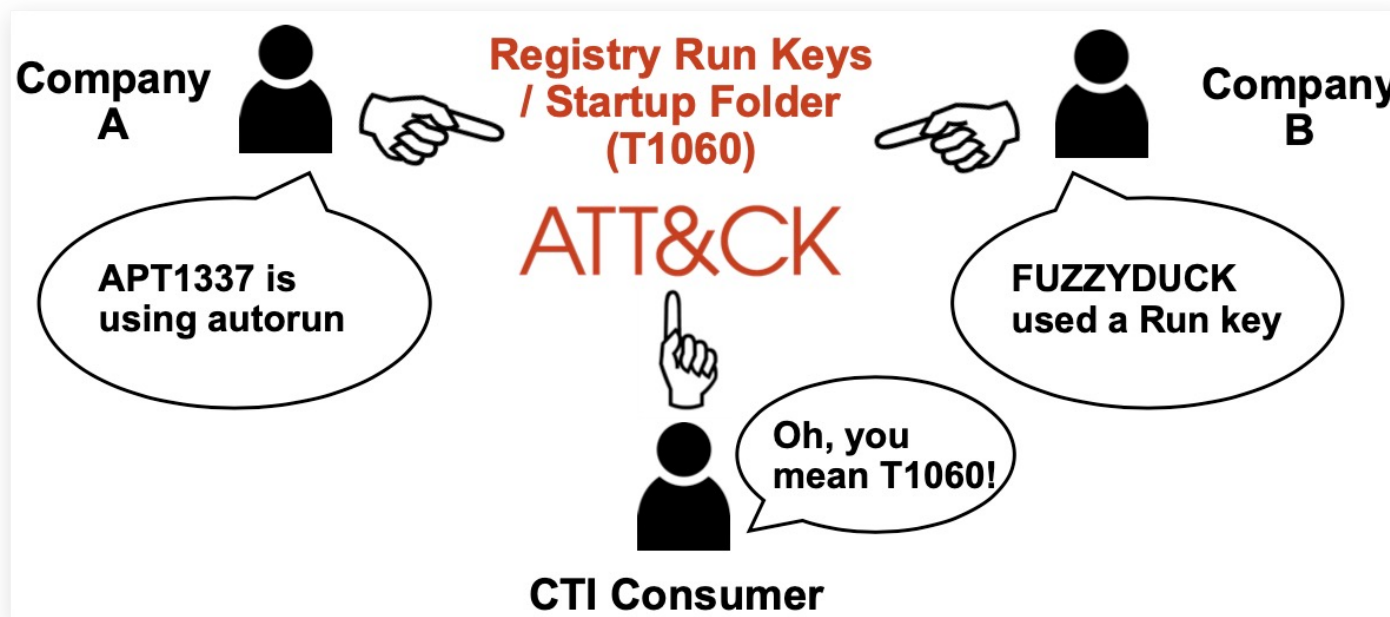 Company
A
Registry Run Keys
/ Startup Folder
(T1060)
Company
B
ATT&CK
APT1337 is
using autorun
FUZZYDUCK
used a Run key
Oh, you
mean T1060!
CTI Consumer